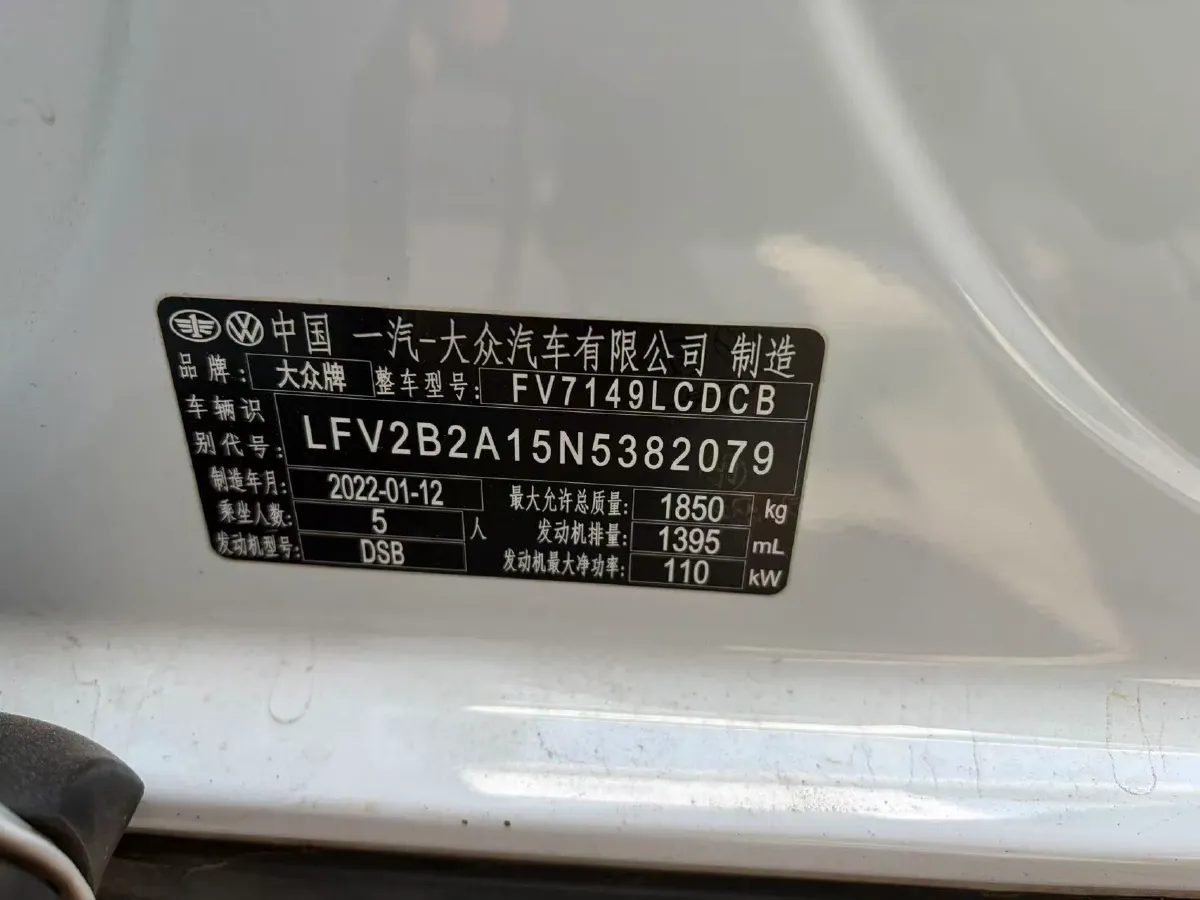 中国 一汽-大众汽车有限公司 制造
品牌: 大众牌 整车型号: FV7149LCDCB
车辆识别代号: LFV2B2A15N5382079
制造年月: 2022-01-12 最大允许总质量: 1850 kg
乘坐人数: 5 人 发动机排量: 1395 mL
发动机型号: DSB 发动机最大净功率: 110 kW